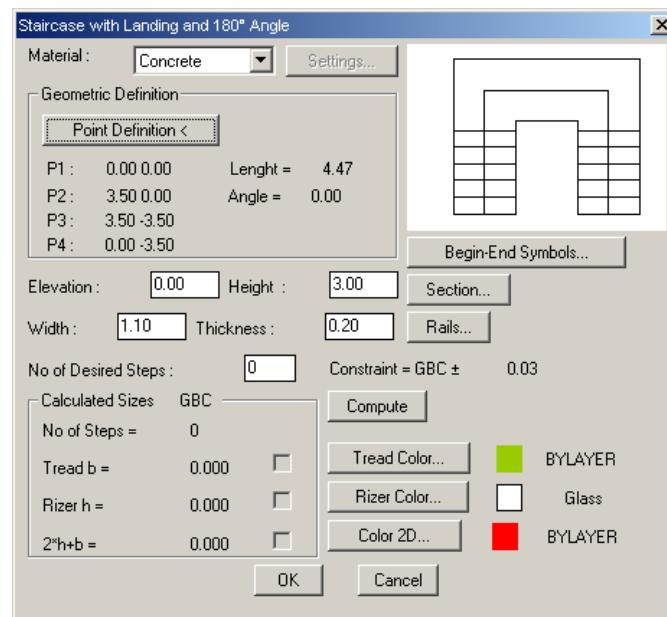 Staircase with Landing and 180° Angle
Material : Concrete Settings...
Geometric Definition
Point Definition <
P1 : 0.00 0.00 Lenght = 4.47
P2 : 3.50 0.00 Angle = 0.00
P3 : 3.50 -3.50
P4 : 0.00 -3.50
Begin-End Symbols...
Elevation : 0.00 Height : 3.00 Section...
Width : 1.10 Thickness : 0.20 Rails...
No of Desired Steps : 0 Constraint = GBC ± 0.03
Calculated Sizes GBC Compute
No of Steps = 0
Tread b = 0.000 Tread Color... BYLAYER
Rizer h = 0.000 Rizer Color... Glass
2*h+b = 0.000 Color 2D... BYLAYER
OK Cancel